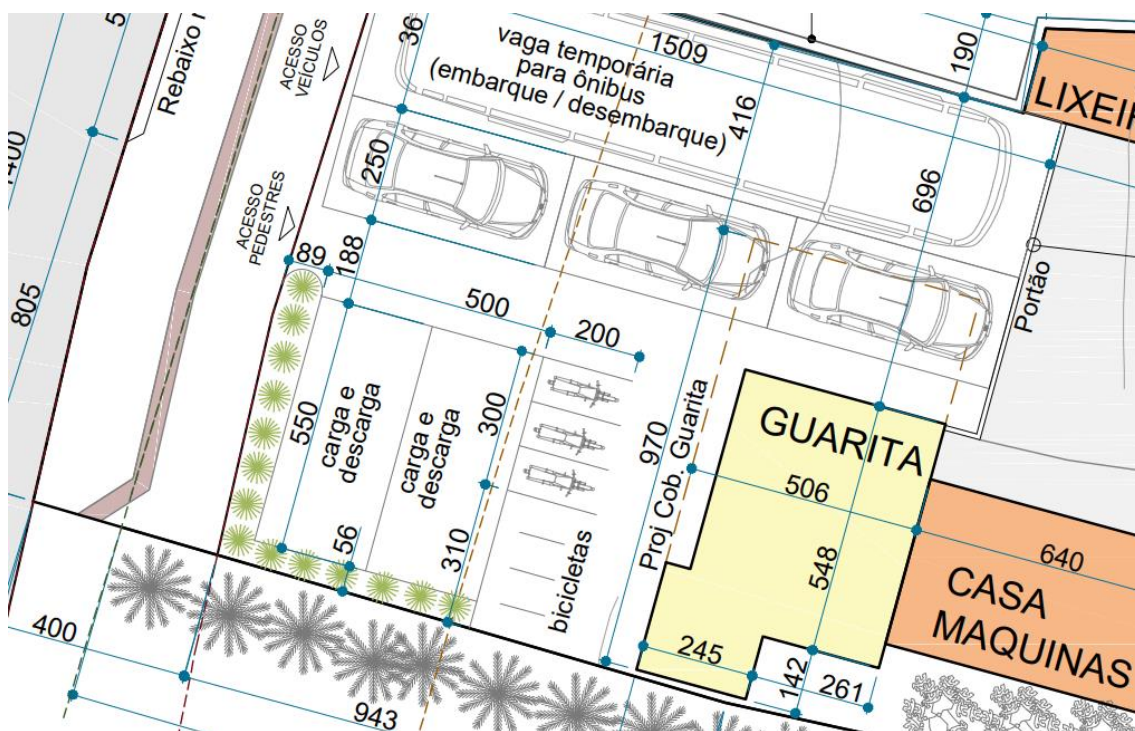 36
1509
190
vaga temporária
para ônibus
(embarque / desembarque)
ACESSO
VEÍCULOS
416
400
250
696
ACESSO
PEDESTRES
89
188
805
500
200
Portão
550
carga e
descarga
carga e
descarga
300
970
Proj Cob. Guarita
GUARITA
506
56
310
bicicletas
548
640
CASA
MAQUINAS
400
245
142
261
943